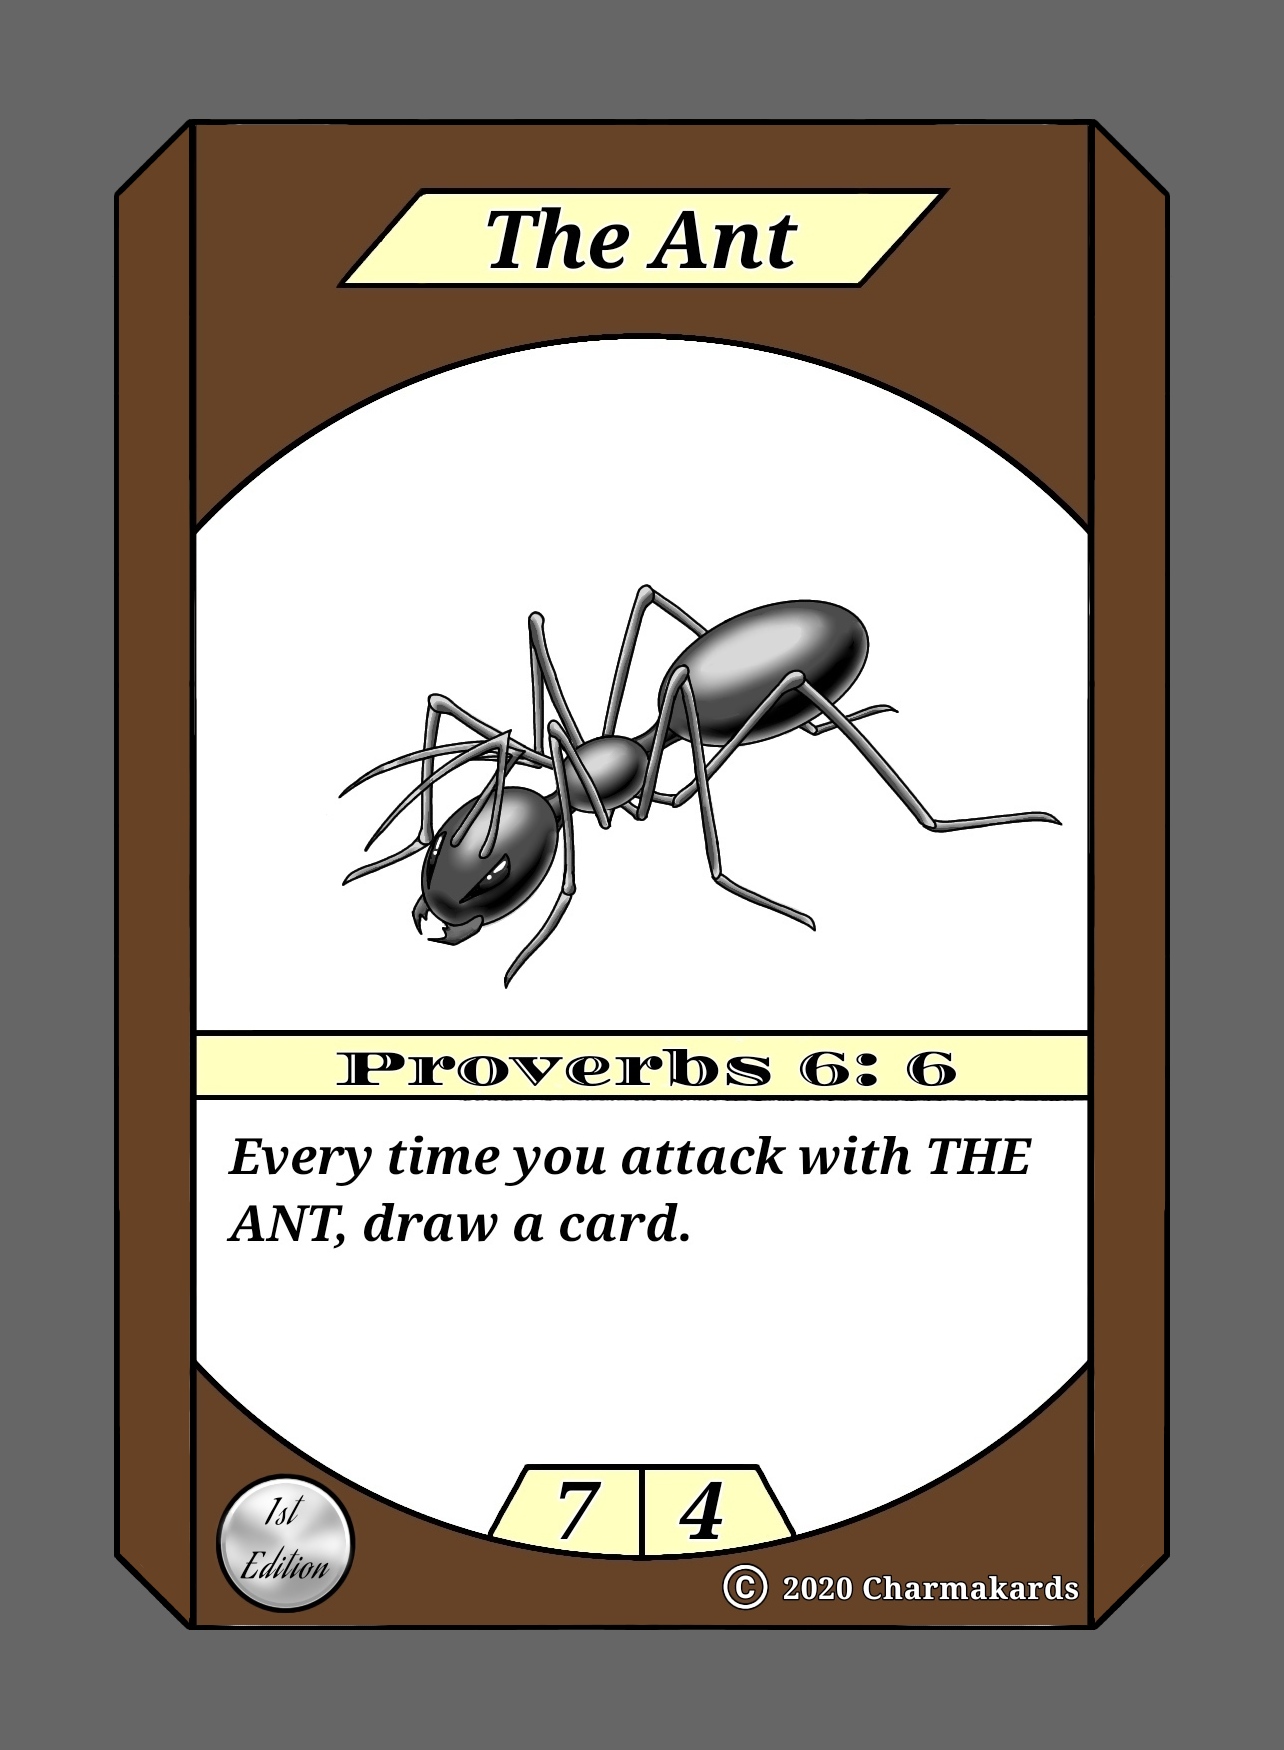 The Ant
Proverbs 6: 6
Every time you attack with THE
ANT, draw a card.
7 4
1st
Edition
© 2020 Charmakards